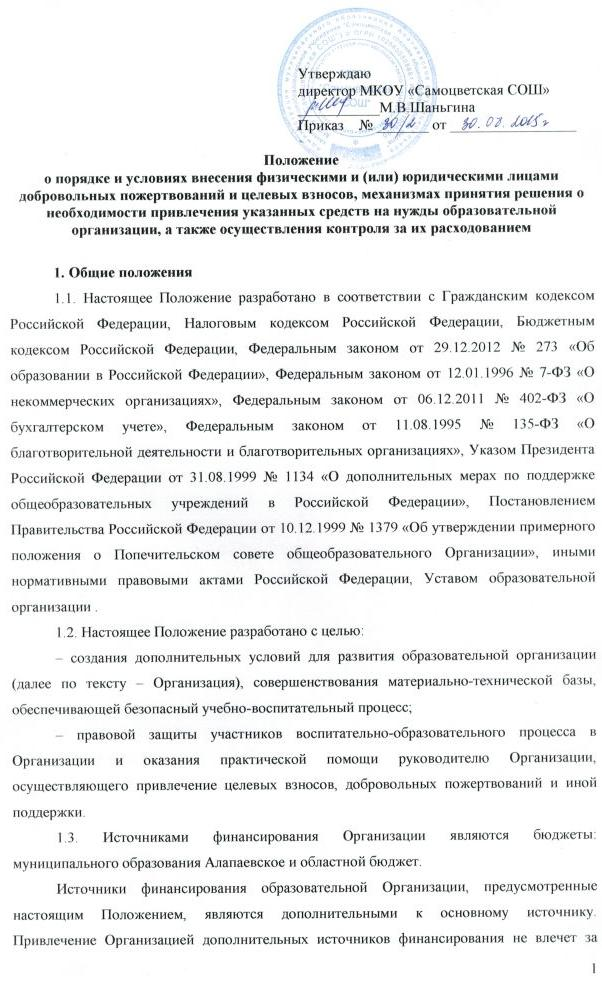 Утверждаю
директор МКОУ «Самоцветская СОШ»
М.В.Шаньгина
Приказ № 30/2 от 30.08.2015г
Положение
о порядке и условиях внесения физическими и (или) юридическими лицами
добровольных пожертвований и целевых взносов, механизмах принятия решения о
необходимости привлечения указанных средств на нужды образовательной
организации, а также осуществления контроля за их расходованием
1. Общие положения
1.1. Настоящее Положение разработано в соответствии с Гражданским кодексом
Российской Федерации, Налоговым кодексом Российской Федерации, Бюджетным
кодексом Российской Федерации, Федеральным законом от 29.12.2012 № 273 «Об
образовании в Российской Федерации», Федеральным законом от 12.01.1996 № 7-ФЗ «О
некоммерческих организациях», Федеральным законом от 06.12.2011 № 402-ФЗ «О
бухгалтерском учете», Федеральным законом от 11.08.1995 № 135-ФЗ «О
благотворительной деятельности и благотворительных организациях», Указом Президента
Российской Федерации от 31.08.1999 № 1134 «О дополнительных мерах по поддержке
общеобразовательных учреждений в Российской Федерации», Постановлением
Правительства Российской Федерации от 10.12.1999 № 1379 «Об утверждении примерного
положения о Попечительском совете общеобразовательного Организации», иными
нормативными правовыми актами Российской Федерации, Уставом образовательной
организации .
1.2. Настоящее Положение разработано с целью:
– создания дополнительных условий для развития образовательной организации
(далее по тексту – Организация), совершенствования материально-технической базы,
обеспечивающей безопасный учебно-воспитательный процесс;
– правовой защиты участников воспитательно-образовательного процесса в
Организации и оказания практической помощи руководителю Организации,
осуществляющего привлечение целевых взносов, добровольных пожертвований и иной
поддержки.
1.3. Источниками финансирования Организации являются бюджеты:
муниципального образования Алапаевское и областной бюджет.
Источники финансирования образовательной Организации, предусмотренные
настоящим Положением, являются дополнительными к основному источнику.
Привлечение Организацией дополнительных источников финансирования не влечет за
1